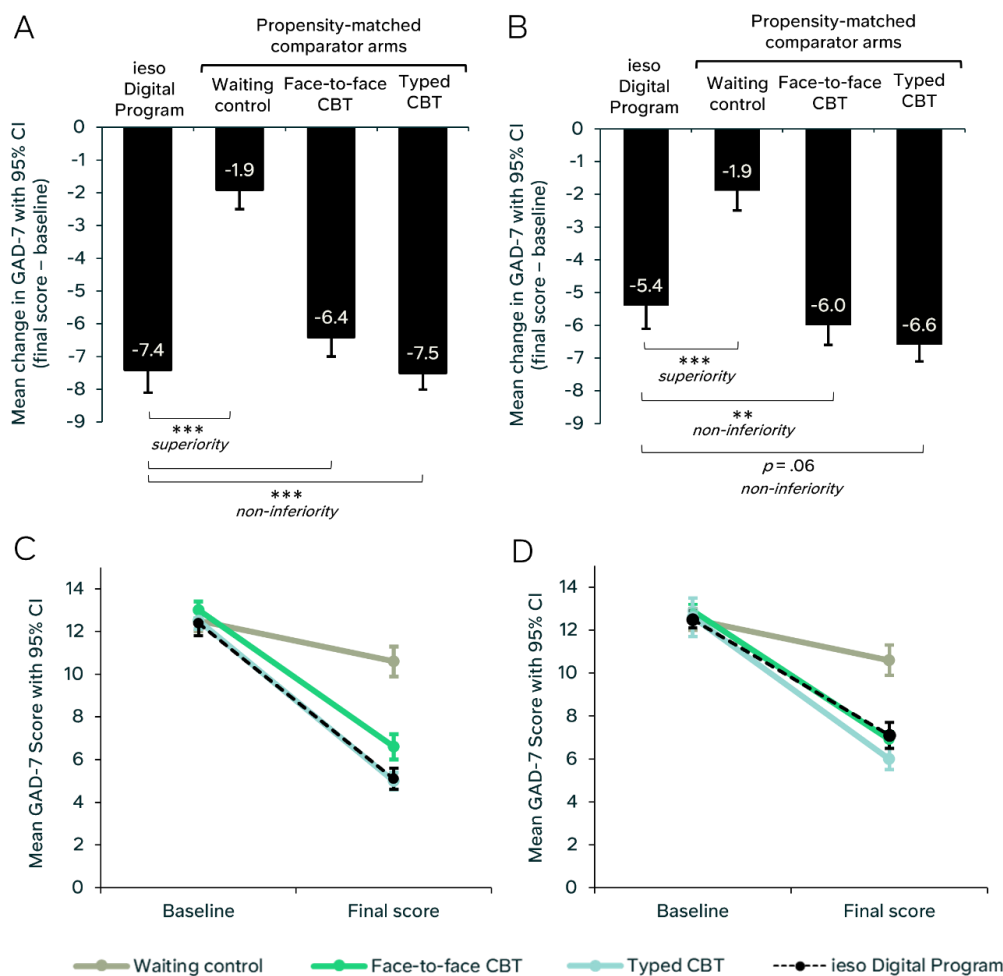 A
Propensity-matched
comparator arms
ieso
Digital
Program
Waiting
control
Face-to-face
CBT
Typed
CBT
Mean change in GAD-7 with 95% CI
(final score – baseline)
0
-1
-2
-3
-4
-5
-6
-7
-8
-9
-7.4
-1.9
-6.4
-7.5
***
superiority
***
non-inferiority
B
Propensity-matched
comparator arms
ieso
Digital
Program
Waiting
control
Face-to-face
CBT
Typed
CBT
Mean change in GAD-7 with 95% CI
(final score – baseline)
0
-1
-2
-3
-4
-5
-6
-7
-8
-9
-5.4
-1.9
-6.0
-6.6
***
superiority
**
non-inferiority
p = .06
non-inferiority
C
Mean GAD-7 Score with 95% CI
14
12
10
8
6
4
2
0
Baseline
Final score
D
Mean GAD-7 Score with 95% CI
14
12
10
8
6
4
2
0
Baseline
Final score
Waiting control
Face-to-face CBT
Typed CBT
ieso Digital Program